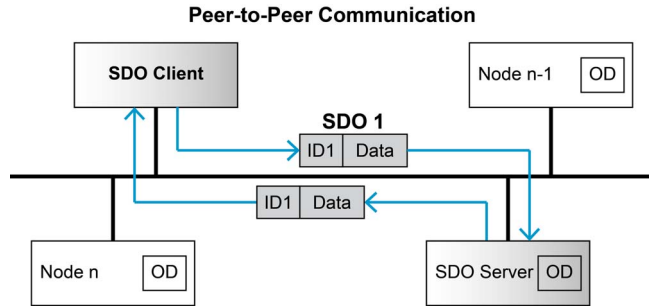 Peer-to-Peer Communication
SDO Client
Node n-1
OD
SDO 1
ID1
Data
ID1
Data
Node n
OD
SDO Server
OD